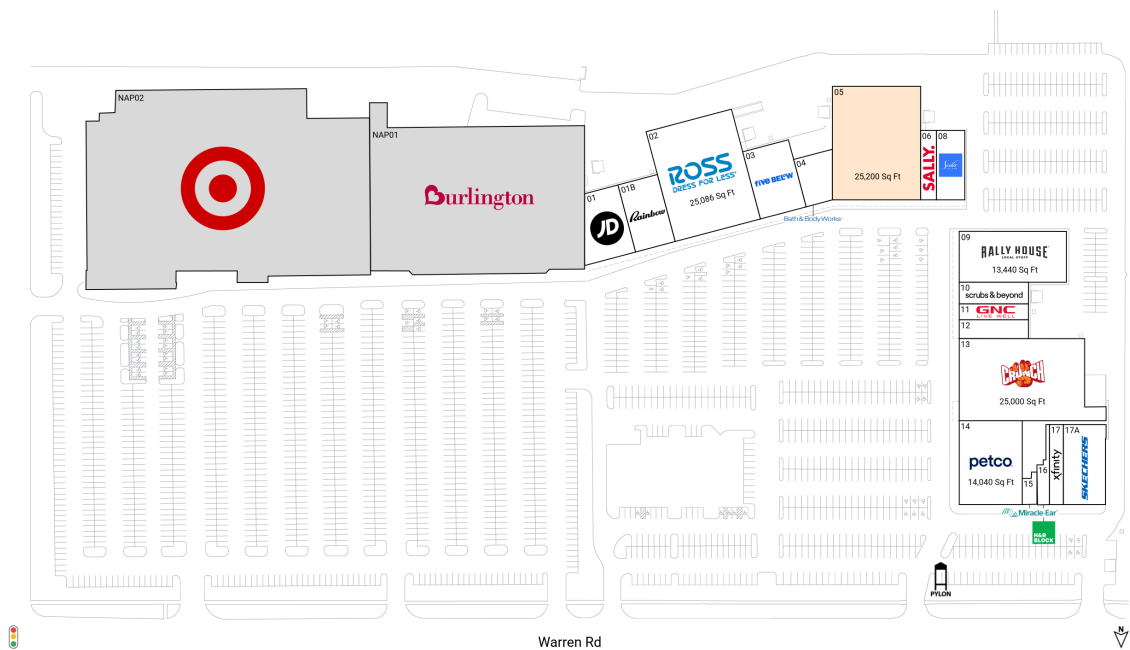 NAP02
NAP01
Burlington
01
JD
01B
Rainbow
02
ROSS
DRESS FOR LESS®
25,086 Sq Ft
03
five BEL°W
04
Bath & Body Works®
05
25,200 Sq Ft
06
SALLY.
08
09
RALLY HOUSE
LOCAL STUFF
13,440 Sq Ft
10
scrubs & beyond
11
GNC
LIVE WELL
12
13
CRUNCH
25,000 Sq Ft
14
petco
14,040 Sq Ft
15
16
17
xfinity
17A
SKECHERS
Miracle-Ear
H&R
BLOCK
PYLON
Warren Rd
N